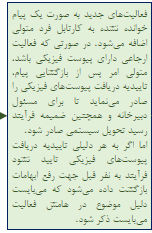 فعالیت‌های جدید به صورت یک پیام
خوانده نشده به کارتابل فرد متولی
اضافه می‌شود. در صورتی که فعالیت
ارجاعی دارای پیوست فیزیکی باشد،
متولی امر پس از بازگشایی پیام،
تاییدیه دریافت پیوست‌های فیزیکی را
صادر می‌نماید تا برای مسئول
دبیرخانه و همچنین ضمیمه فرآیند
رسید تحویل سیستمی صادر شود.
اما اگر به هر دلیلی تاییدیه دریافت
پیوست‌های فیزیکی تایید نشود
فرآیند به نفر قبل جهت رفع ابهامات
بازگشت داده می‌شود که می‌بایست
دلیل موضوع در هامش فعالیت
می‌بایست ذکر شود.